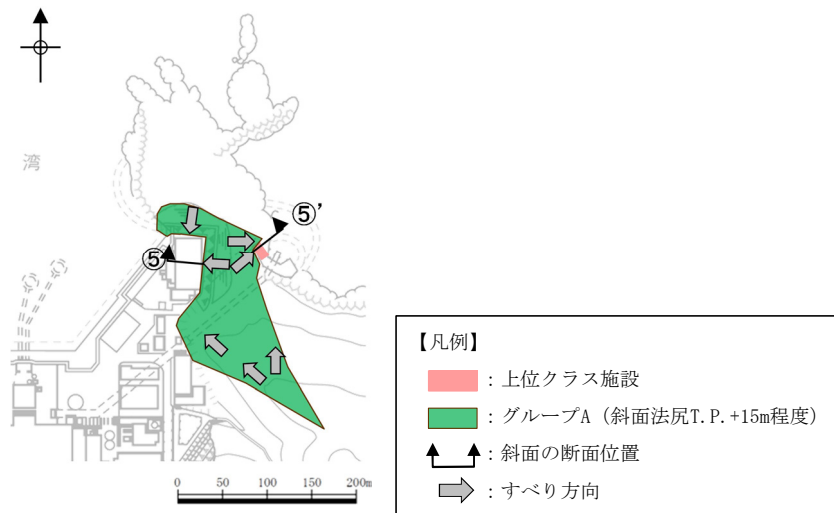 湾
⑤’
⑤
0 50 100 150 200m
【凡例】
：上位クラス施設
：グループA（斜面法尻T.P.+15m程度）
：斜面の断面位置
：すべり方向